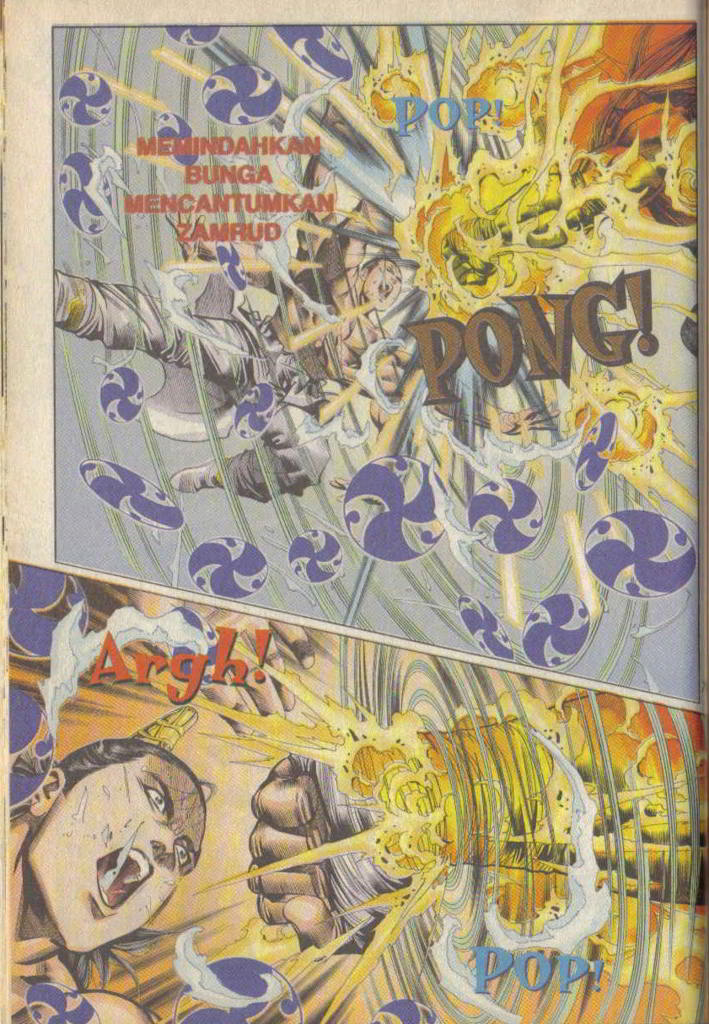 POP!
MEMINDAHKAN
BUNGA
MENCANTUMKAN
ZAMRUD
PONG!
Argh!
POP!